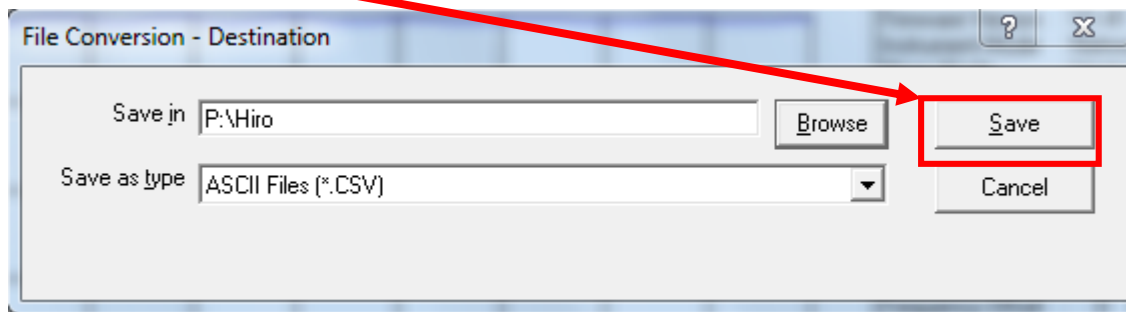 File Conversion - Destination
Save in P:\Hiro Browse Save
Save as type ASCII Files (*.CSV) Cancel